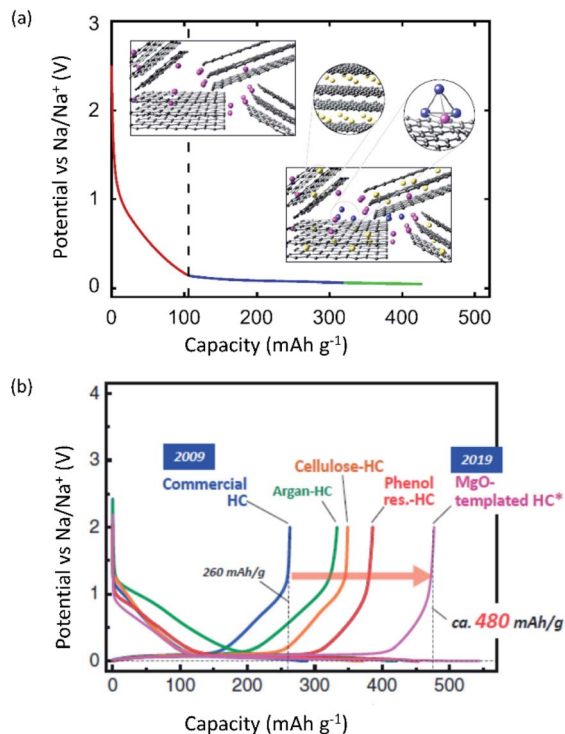 (a)
3
2
1
0
Potential vs Na/Na⁺ (V)
0 100 200 300 400 500
Capacity (mAh g⁻¹)
(b)
4
3
2
1
0
Potential vs Na/Na⁺ (V)
2009
Commercial
HC
Argan-HC
Cellulose-HC
Phenol
res.-HC
2019
MgO-
templated HC*
260 mAh/g
ca. 480 mAh/g
0 100 200 300 400 500
Capacity (mAh g⁻¹)